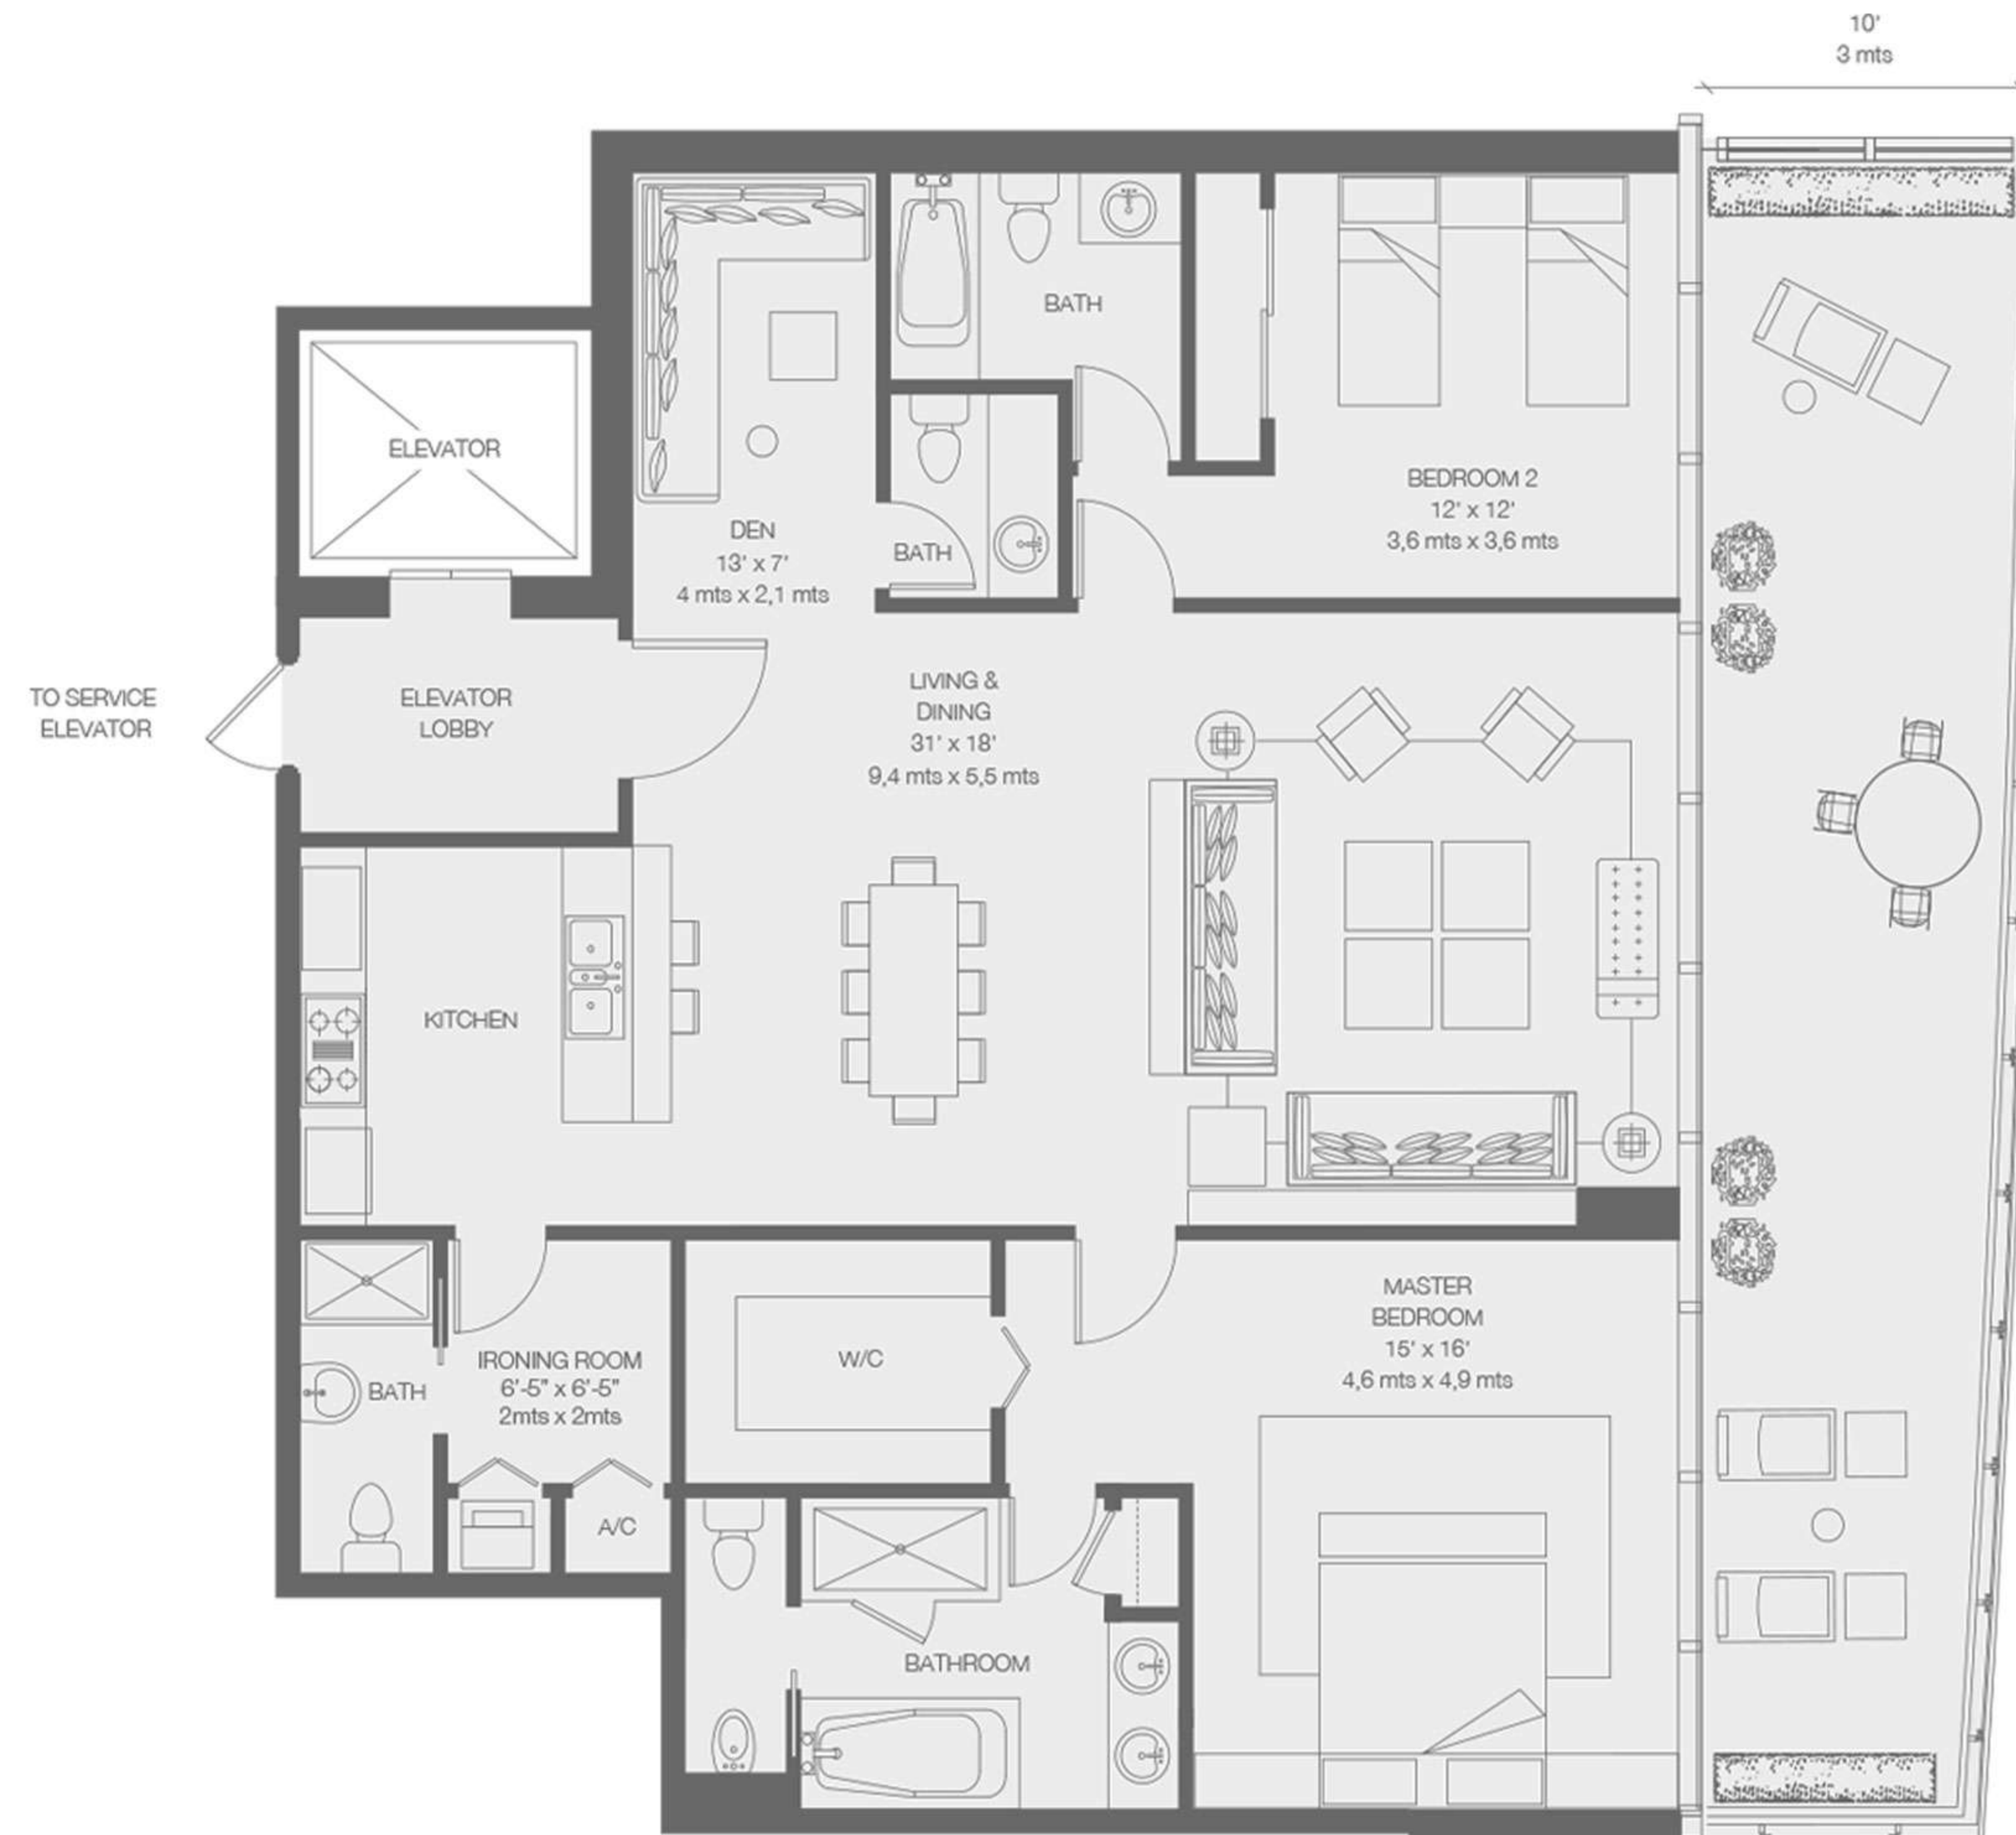 10'
3 mts
BATH
ELEVATOR
BEDROOM 2
12' x 12'
3,6 mts x 3,6 mts
DEN
13' x 7'
4 mts x 2,1 mts
BATH
TO SERVICE
ELEVATOR
ELEVATOR
LOBBY
LIVING &
DINING
31' x 18'
9,4 mts x 5,5 mts
KITCHEN
MASTER
BEDROOM
15' x 16'
4,6 mts x 4,9 mts
IRONING ROOM
6'-5" x 6'-5"
2mts x 2mts
W/C
BATH
A/C
BATHROOM